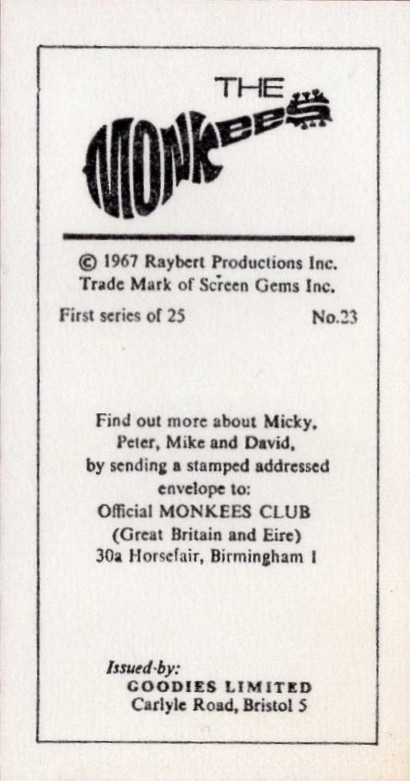 THE
MONKEES
© 1967 Raybert Productions Inc.
Trade Mark of Screen Gems Inc.
First series of 25 No.23
Find out more about Micky,
Peter, Mike and David,
by sending a stamped addressed
envelope to:
Official MONKEES CLUB
(Great Britain and Eire)
30a Horsefair, Birmingham 1
Issued by:
GOODIES LIMITED
Carlyle Road, Bristol 5